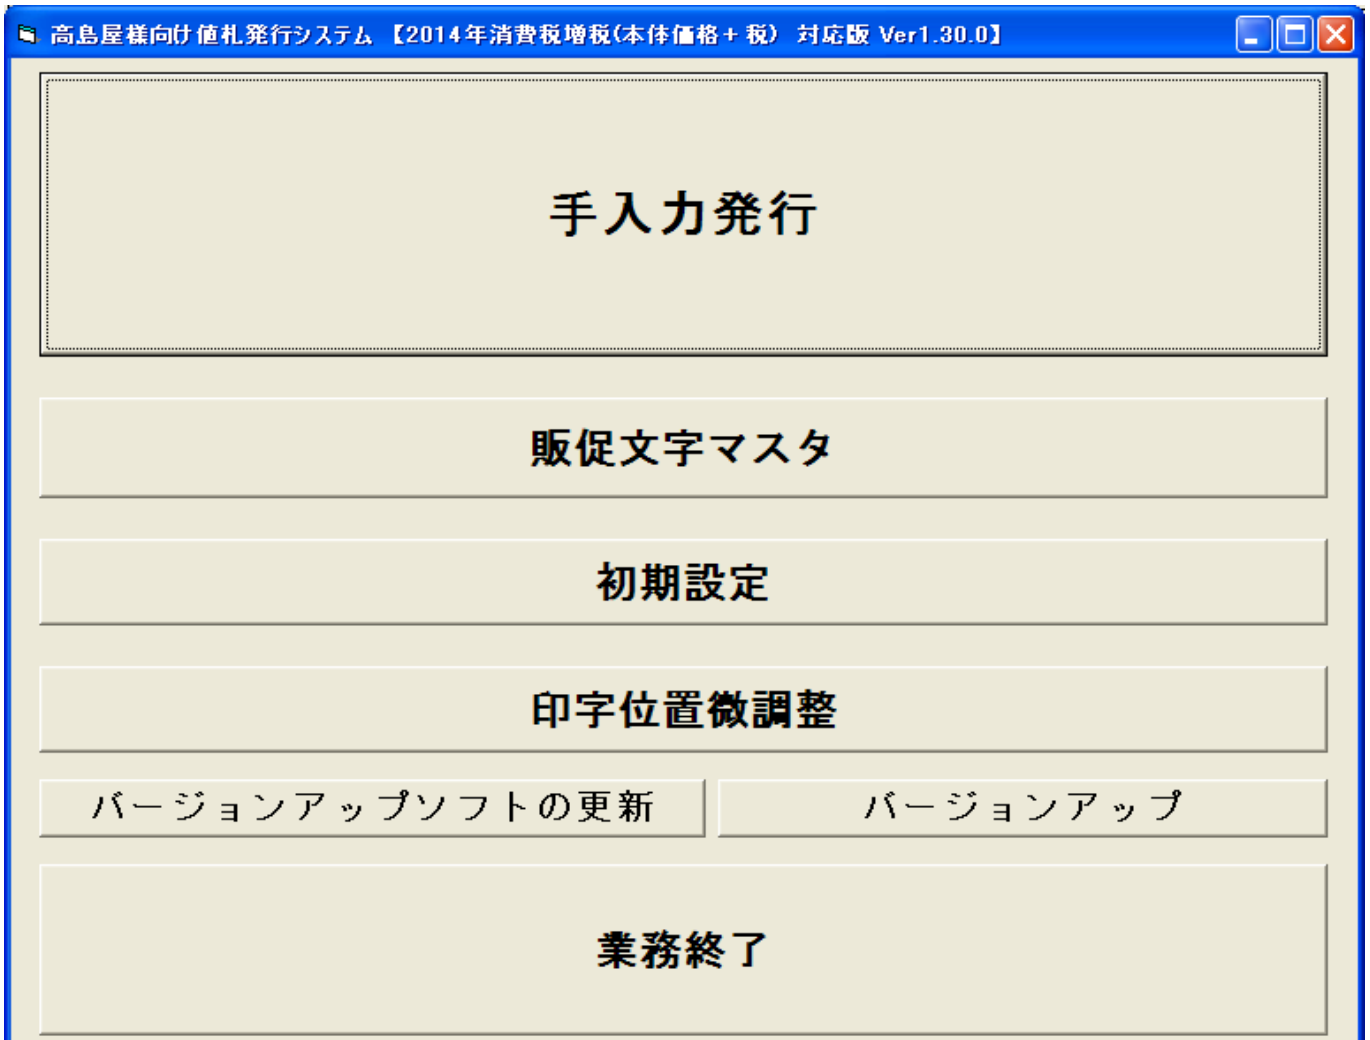 高島屋様向け値札発行システム 【2014年消費税増税(本体価格＋税) 対応版 Ver1.30.0】
手入力発行
販促文字マスタ
初期設定
印字位置微調整
バージョンアップソフトの更新
バージョンアップ
業務終了